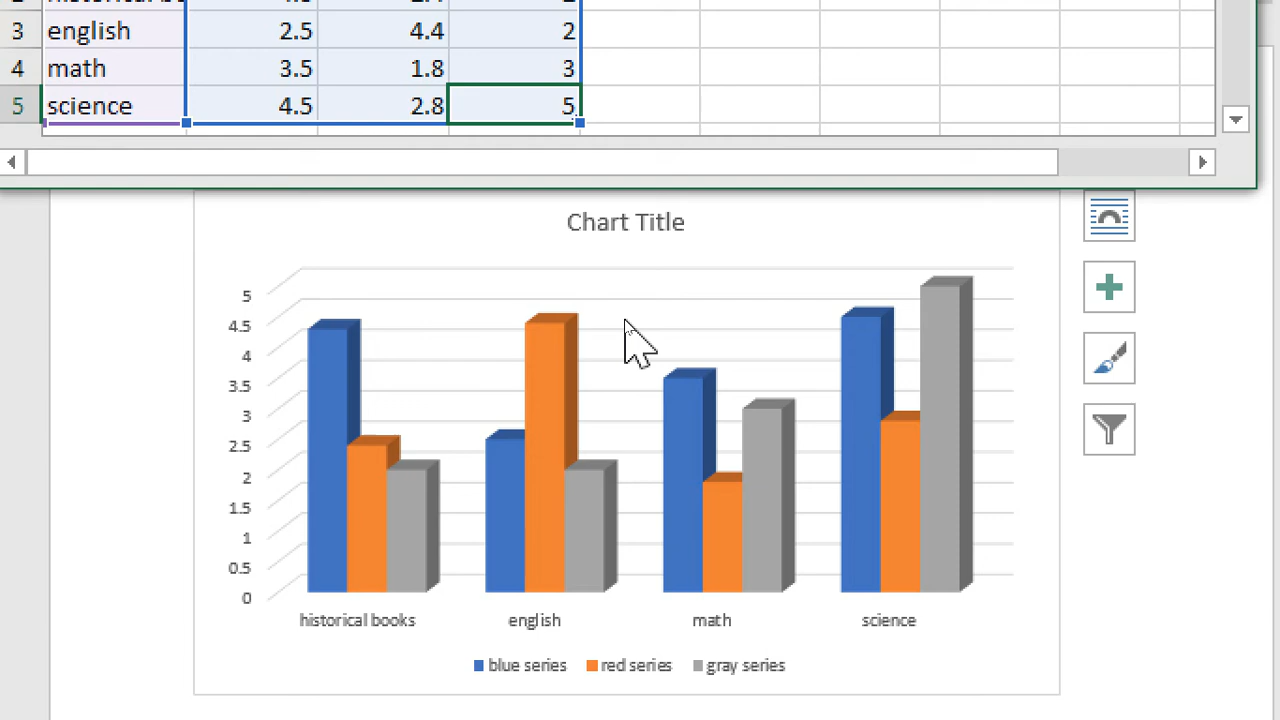 3 english 2.5 4.4 2
4 math 3.5 1.8 3
5 science 4.5 2.8 5
Chart Title
5
4.5
4
3.5
3
2.5
2
1.5
1
0.5
0
historical books english math science
blue series red series gray series